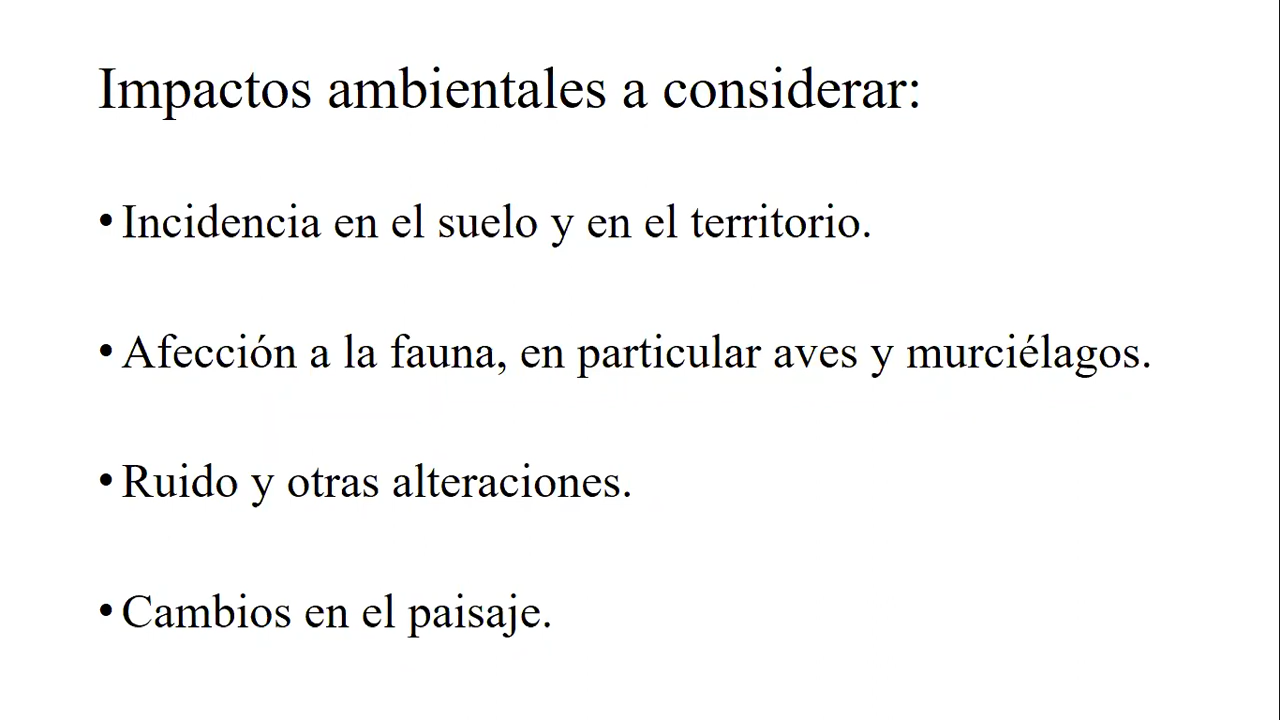 Impactos ambientales a considerar:
• Incidencia en el suelo y en el territorio.
• Afección a la fauna, en particular aves y murciélagos.
• Ruido y otras alteraciones.
• Cambios en el paisaje.